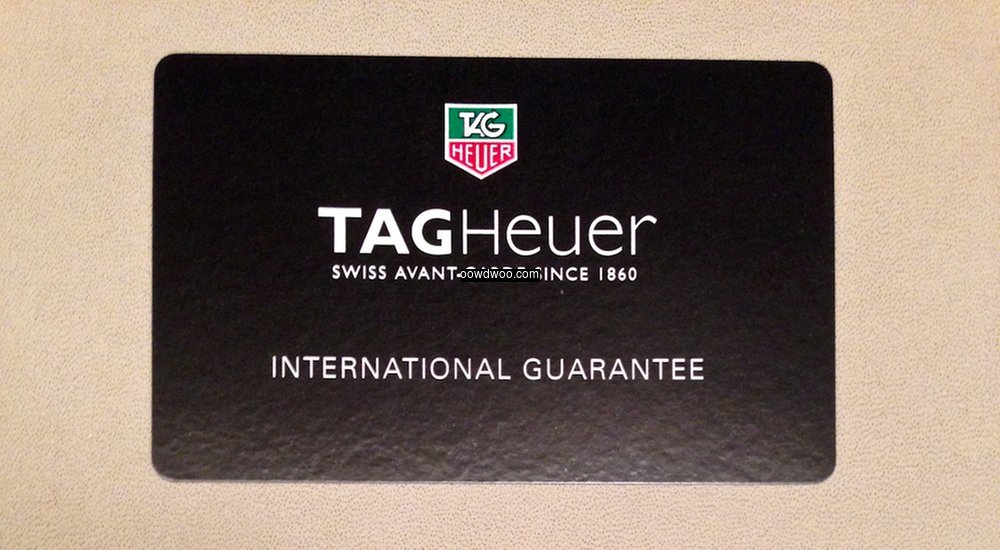 TAG
HEUER
TAGHeuer
SWISS AVANT- SINCE 1860
oowdwoo.com
INTERNATIONAL GUARANTEE